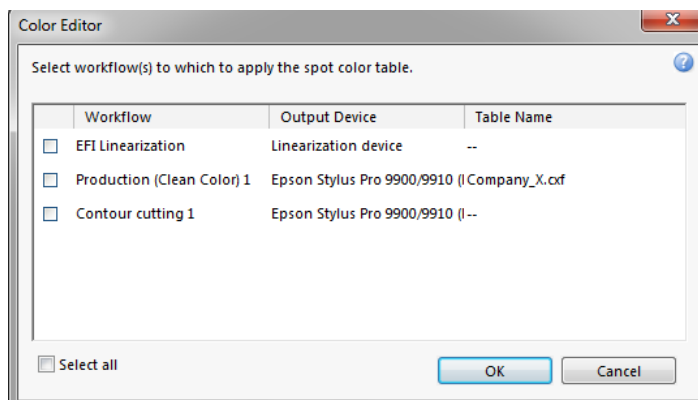 Color Editor
Select workflow(s) to which to apply the spot color table.
Workflow Output Device Table Name
EFI Linearization Linearization device --
Production (Clean Color) 1 Epson Stylus Pro 9900/9910 (I Company_X.cxf
Contour cutting 1 Epson Stylus Pro 9900/9910 (I --
Select all OK Cancel